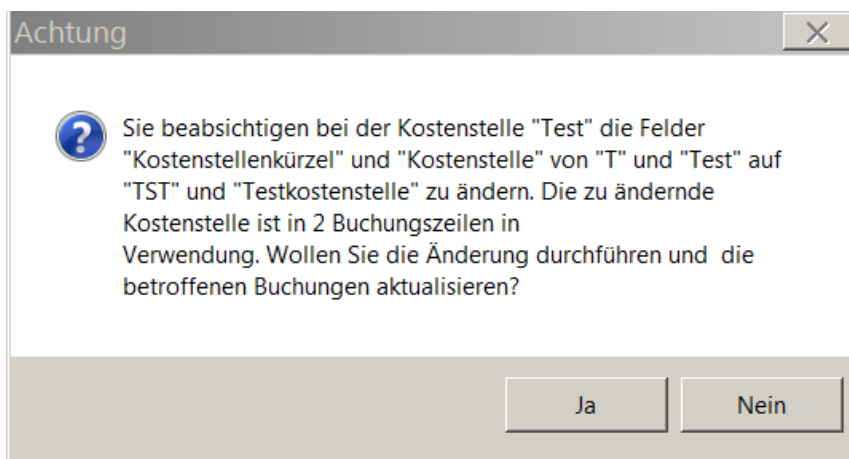 Achtung
Sie beabsichtigen bei der Kostenstelle "Test" die Felder
"Kostenstellenkürzel" und "Kostenstelle" von "T" und "Test" auf
"TST" und "Testkostenstelle" zu ändern. Die zu ändernde
Kostenstelle ist in 2 Buchungszeilen in
Verwendung. Wollen Sie die Änderung durchführen und  die
betroffenen Buchungen aktualisieren?
Ja Nein